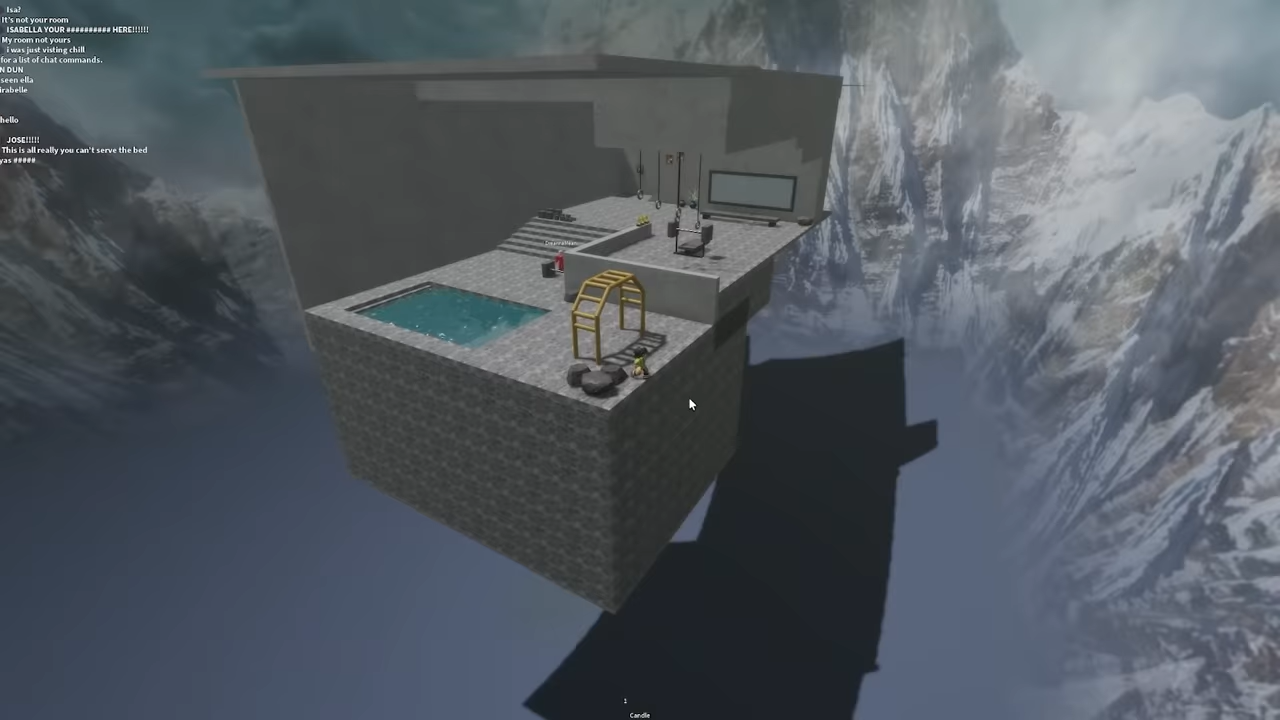 Isa?
It's not your room
ISABELLA YOUR ########## HERE!!!!!!
My room not yours
i was just visting chill
for a list of chat commands.
N DUN
seen ella
irabelle
hello
JOSE!!!!!
This is all really you can't serve the bed
yas #####
1
Candle